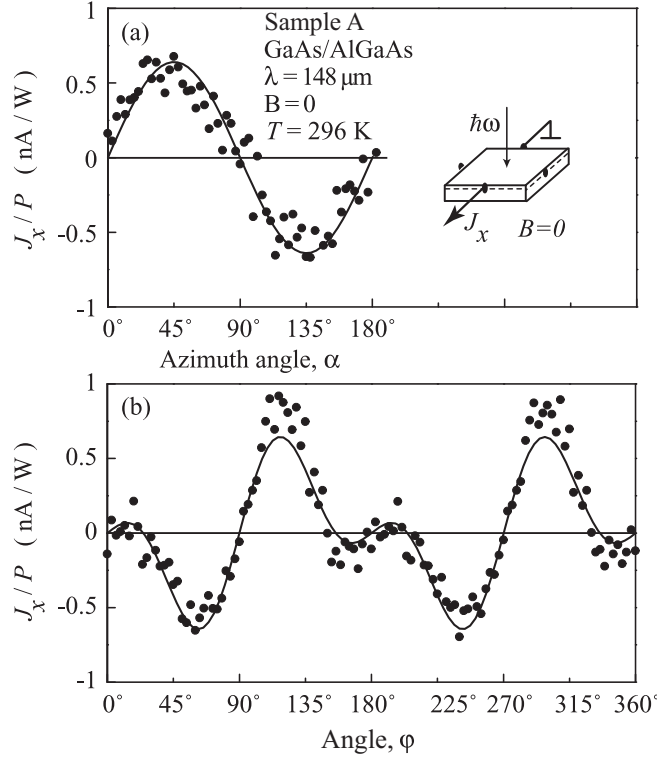 (a)
Sample A
GaAs/AlGaAs
λ = 148 μm
B = 0
T = 296 K
ħω
J_x
B=0
J_x / P ( nA / W )
1
0.5
0
-0.5
-1
0° 45° 90° 135° 180°
Azimuth angle, α
(b)
J_x / P ( nA / W )
1
0.5
0
-0.5
-1
0° 45° 90° 135° 180° 225° 270° 315° 360°
Angle, φ